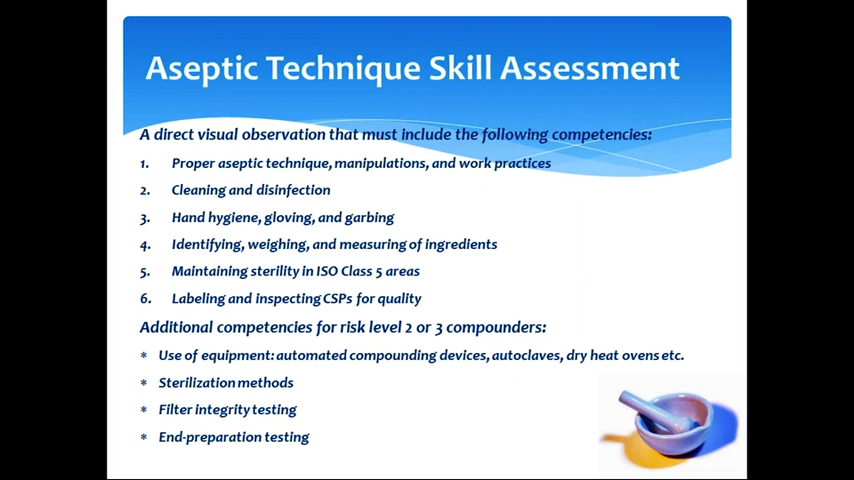 Aseptic Technique Skill Assessment
A direct visual observation that must include the following competencies:
1. Proper aseptic technique, manipulations, and work practices
2. Cleaning and disinfection
3. Hand hygiene, gloving, and garbing
4. Identifying, weighing, and measuring of ingredients
5. Maintaining sterility in ISO Class 5 areas
6. Labeling and inspecting CSPs for quality
Additional competencies for risk level 2 or 3 compounders:
* Use of equipment: automated compounding devices, autoclaves, dry heat ovens etc.
* Sterilization methods
* Filter integrity testing
* End-preparation testing